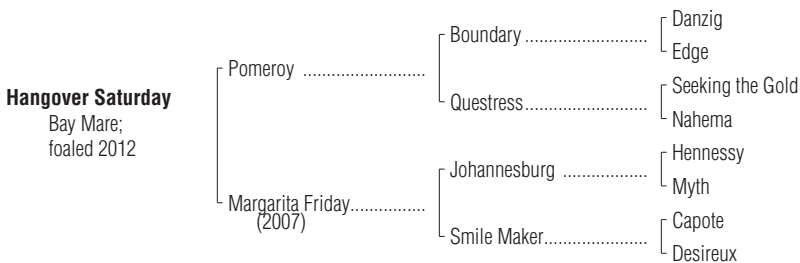 Hangover Saturday
Bay Mare;
foaled 2012
Pomeroy ..........................
Margarita Friday................
(2007)
Boundary ..........................
Questress..........................
Johannesburg ..................
Smile Maker......................
Danzig
Edge
Seeking the Gold
Nahema
Hennessy
Myth
Capote
Desireux